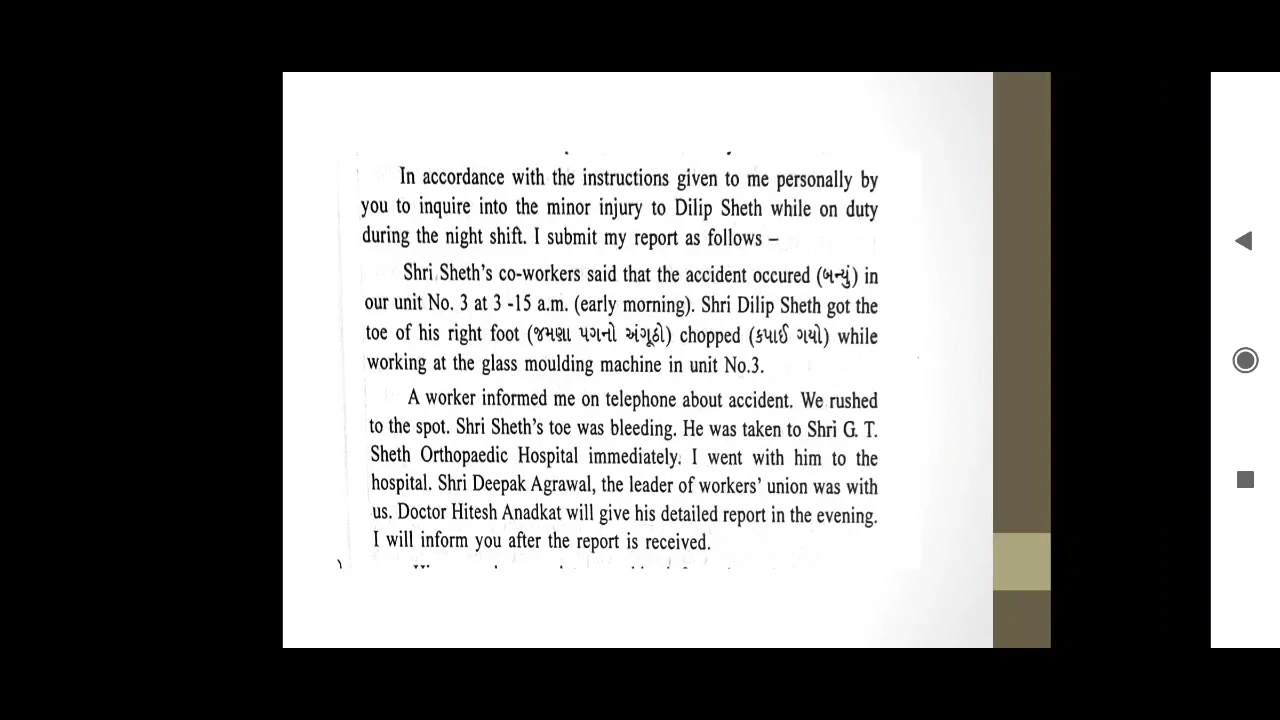 In accordance with the instructions given to me personally by
you to inquire into the minor injury to Dilip Sheth while on duty
during the night shift. I submit my report as follows –
Shri Sheth's co-workers said that the accident occured (બન્યું) in
our unit No. 3 at 3 -15 a.m. (early morning). Shri Dilip Sheth got the
toe of his right foot (જમણા પગનો અંગૂઠો) chopped (કપાઈ ગયો) while
working at the glass moulding machine in unit No.3.
A worker informed me on telephone about accident. We rushed
to the spot. Shri Sheth's toe was bleeding. He was taken to Shri G. T.
Sheth Orthopaedic Hospital immediately. I went with him to the
hospital. Shri Deepak Agrawal, the leader of workers' union was with
us. Doctor Hitesh Anadkat will give his detailed report in the evening.
I will inform you after the report is received.